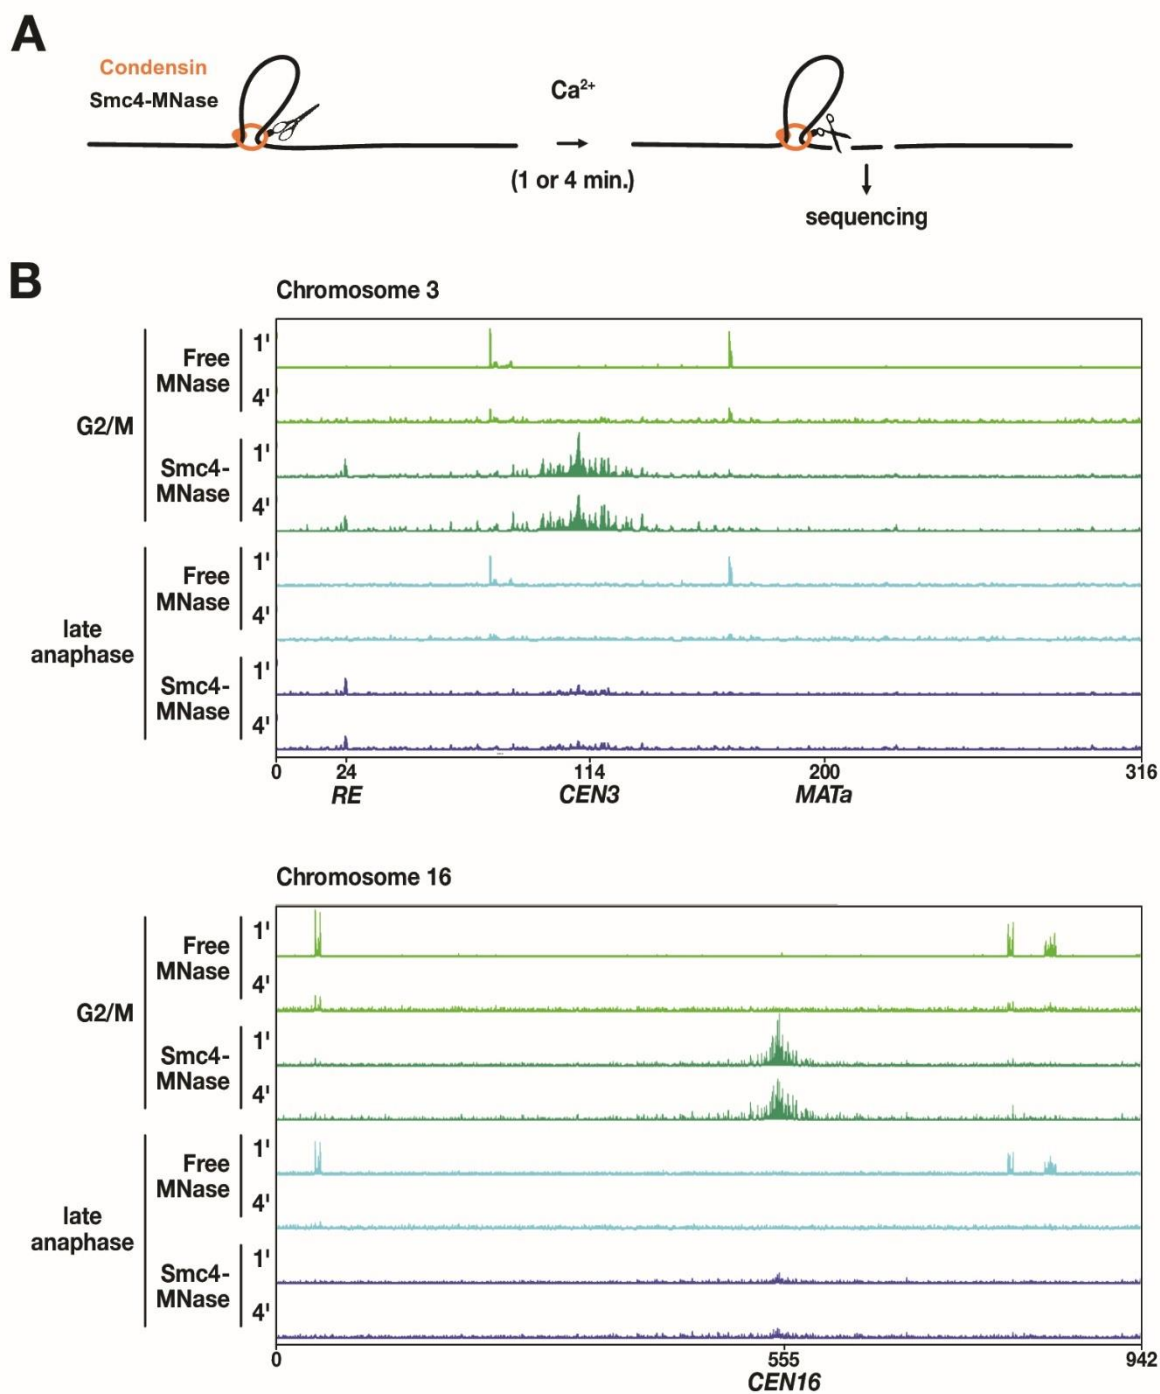 A
Condensin
Smc4-MNase
Ca2+
(1 or 4 min.)
sequencing
B
Chromosome 3
G2/M
Free
MNase
1'
4'
Smc4-
MNase
1'
4'
late
anaphase
Free
MNase
1'
4'
Smc4-
MNase
1'
4'
0 24 114 200 316
RE CEN3 MATa
Chromosome 16
G2/M
Free
MNase
1'
4'
Smc4-
MNase
1'
4'
late
anaphase
Free
MNase
1'
4'
Smc4-
MNase
1'
4'
0 555 942
CEN16